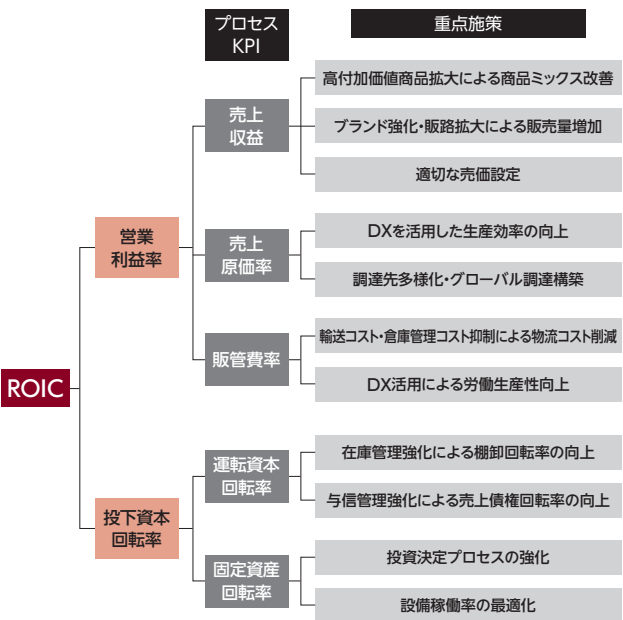 プロセス
KPI
重点施策
高付加価値商品拡大による商品ミックス改善
売上
収益
ブランド強化・販路拡大による販売量増加
適切な売価設定
営業
利益率
売上
原価率
DXを活用した生産効率の向上
調達先多様化・グローバル調達構築
販管費率
輸送コスト・倉庫管理コスト抑制による物流コスト削減
DX活用による労働生産性向上
ROIC
運転資本
回転率
在庫管理強化による棚卸回転率の向上
与信管理強化による売上債権回転率の向上
投下資本
回転率
固定資産
回転率
投資決定プロセスの強化
設備稼働率の最適化